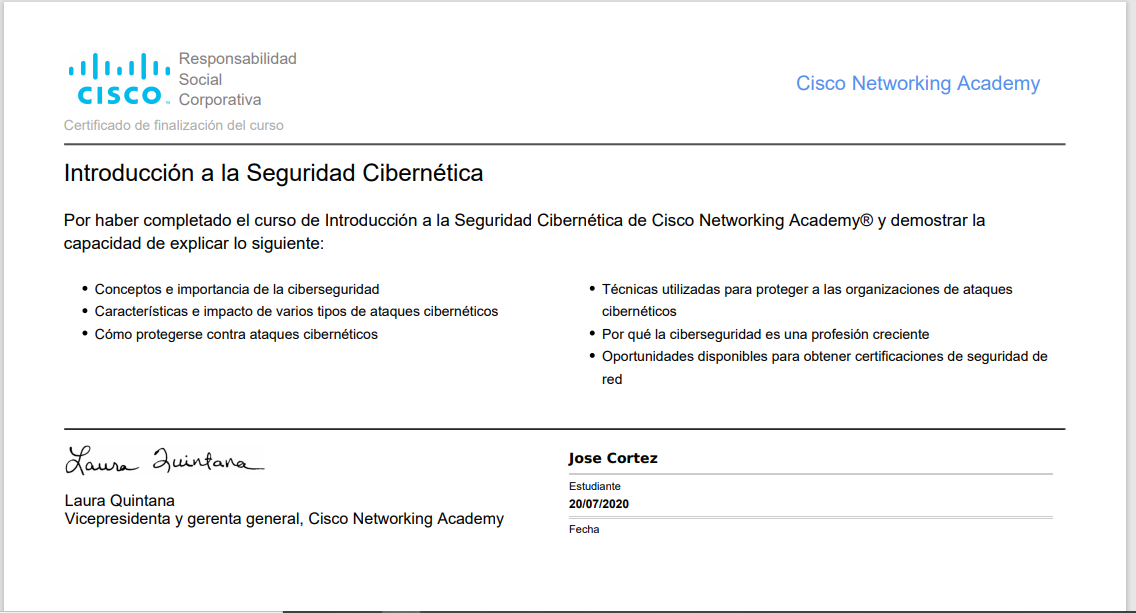 Responsabilidad
Social
Corporativa
CISCO
Cisco Networking Academy
Certificado de finalización del curso
Introducción a la Seguridad Cibernética
Por haber completado el curso de Introducción a la Seguridad Cibernética de Cisco Networking Academy® y demostrar la
capacidad de explicar lo siguiente:
• Conceptos e importancia de la ciberseguridad
• Características e impacto de varios tipos de ataques cibernéticos
• Cómo protegerse contra ataques cibernéticos
• Técnicas utilizadas para proteger a las organizaciones de ataques
cibernéticos
• Por qué la ciberseguridad es una profesión creciente
• Oportunidades disponibles para obtener certificaciones de seguridad de
red
Laura Quintana
Laura Quintana
Vicepresidenta y gerenta general, Cisco Networking Academy
Jose Cortez
Estudiante
20/07/2020
Fecha